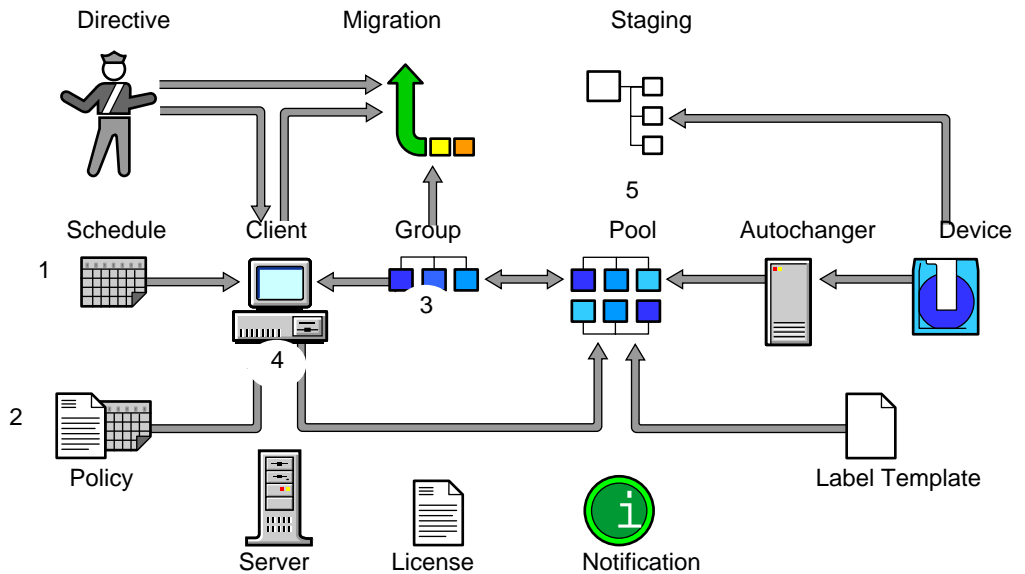 Directive
Migration
Staging
5
Schedule
Client
Group
Pool
Autochanger
Device
1
3
4
2
Policy
Label Template
i
Server
License
Notification